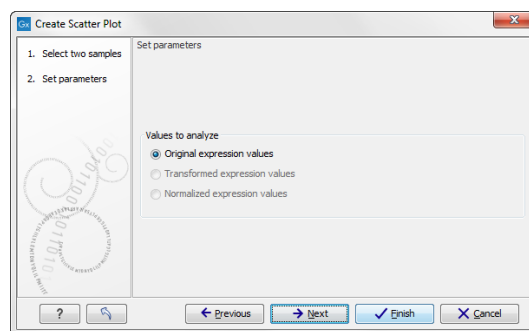 Gx Create Scatter Plot
x
1. Select two samples
2. Set parameters
Set parameters
Values to analyze
Original expression values
Transformed expression values
Normalized expression values
?
Previous
Next
Finish
Cancel